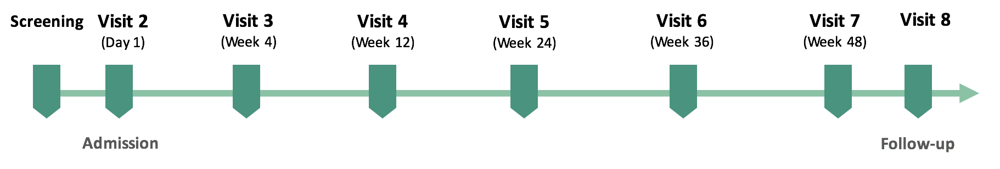 Screening
Visit 2
(Day 1)
Visit 3
(Week 4)
Visit 4
(Week 12)
Visit 5
(Week 24)
Visit 6
(Week 36)
Visit 7
(Week 48)
Visit 8
Admission
Follow-up